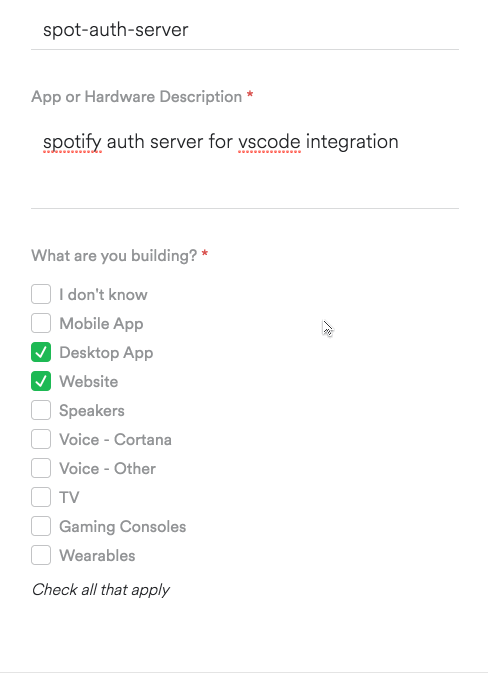 spot-auth-server
App or Hardware Description *
spotify auth server for vscode integration
What are you building? *
I don't know
Mobile App
Desktop App
Website
Speakers
Voice - Cortana
Voice - Other
TV
Gaming Consoles
Wearables
Check all that apply